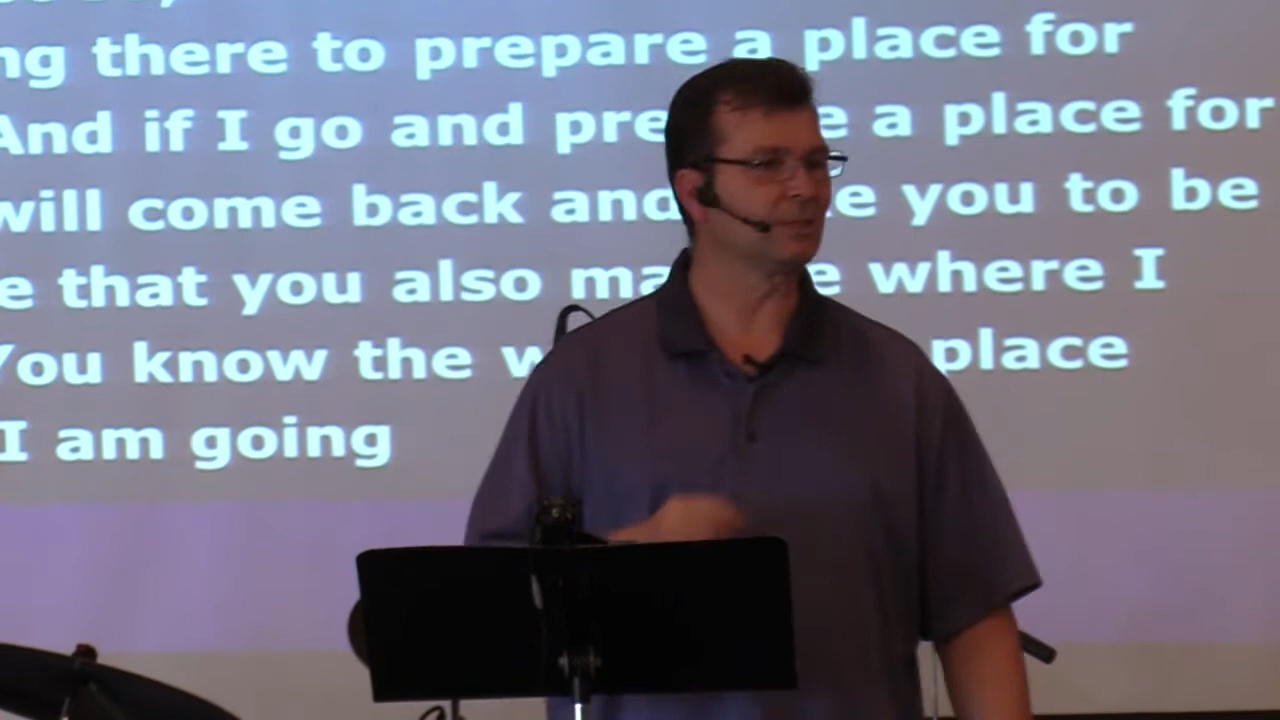 ng there to prepare a place for
And if I go and pre e a place for
will come back and e you to be
e that you also ma e where I
You know the w place
I am going